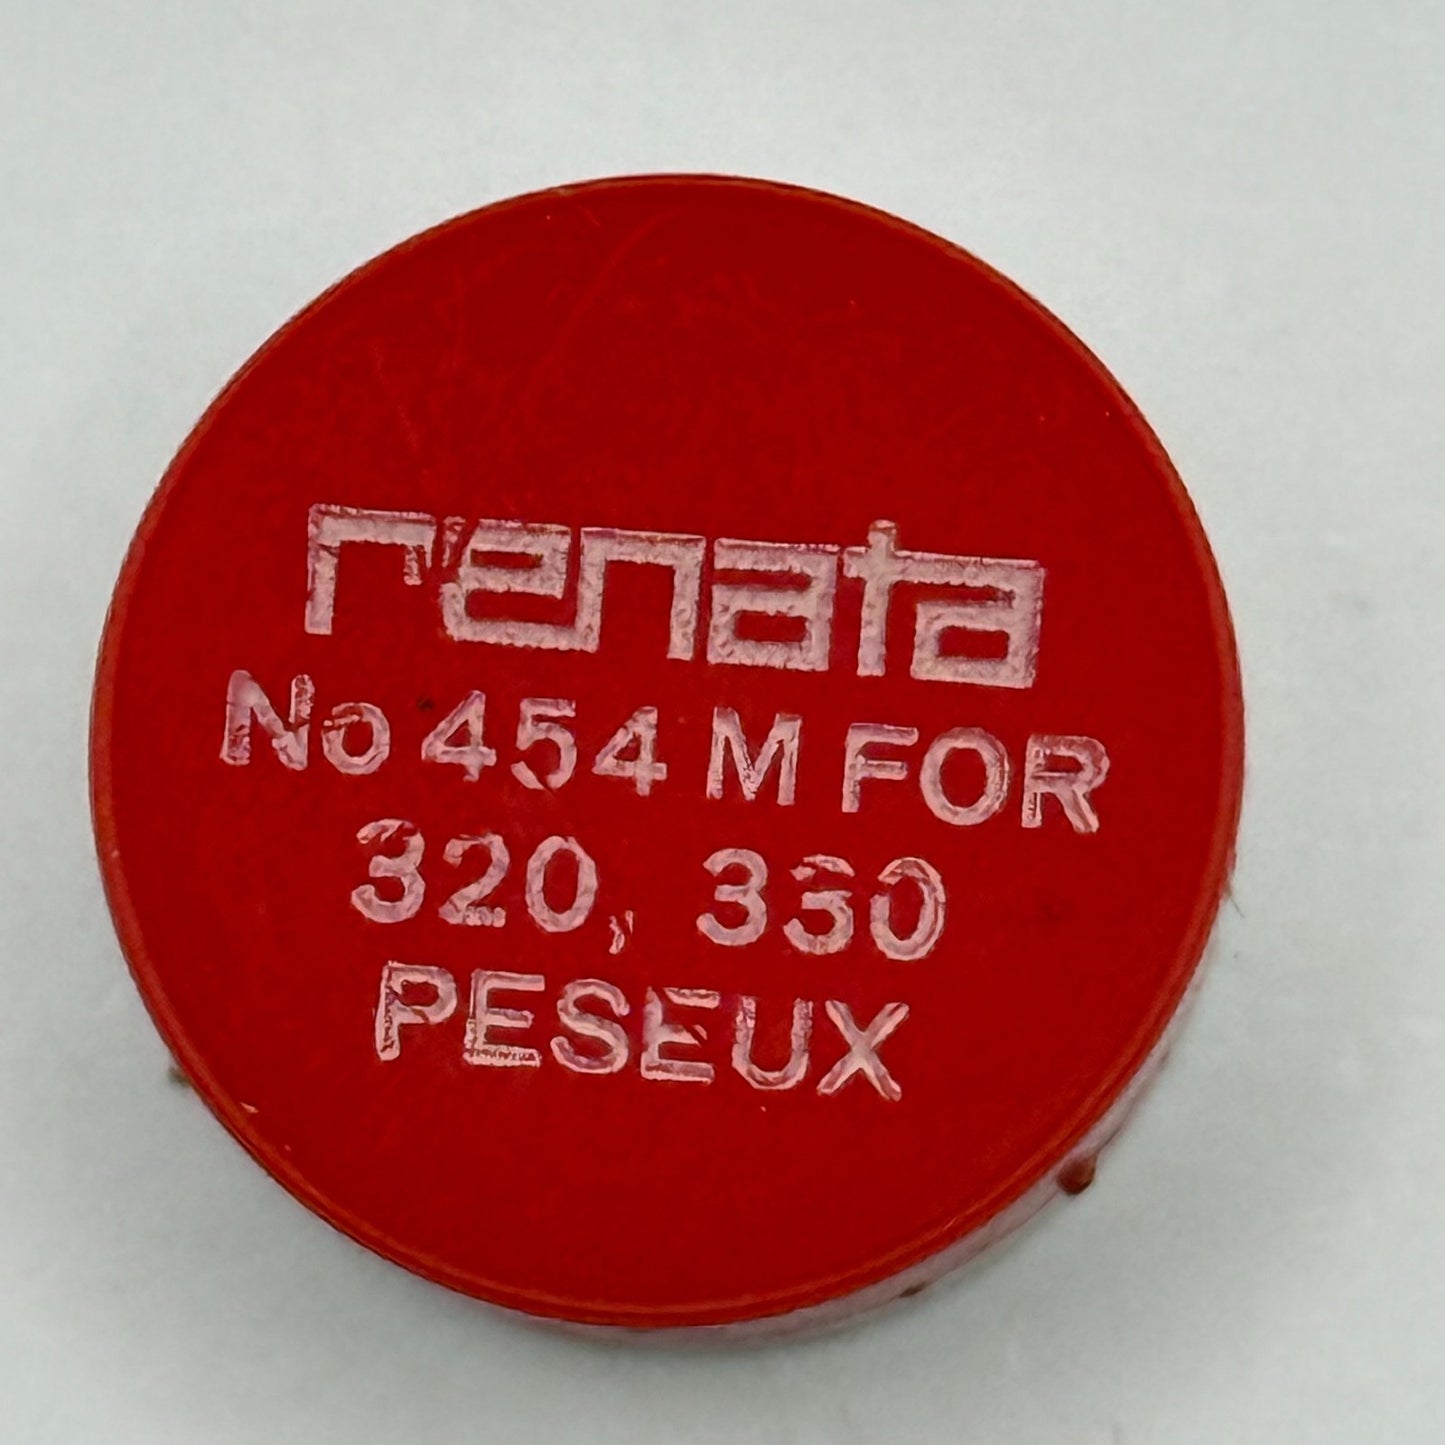 renata
No 454 M FOR
320, 330
PESEUX